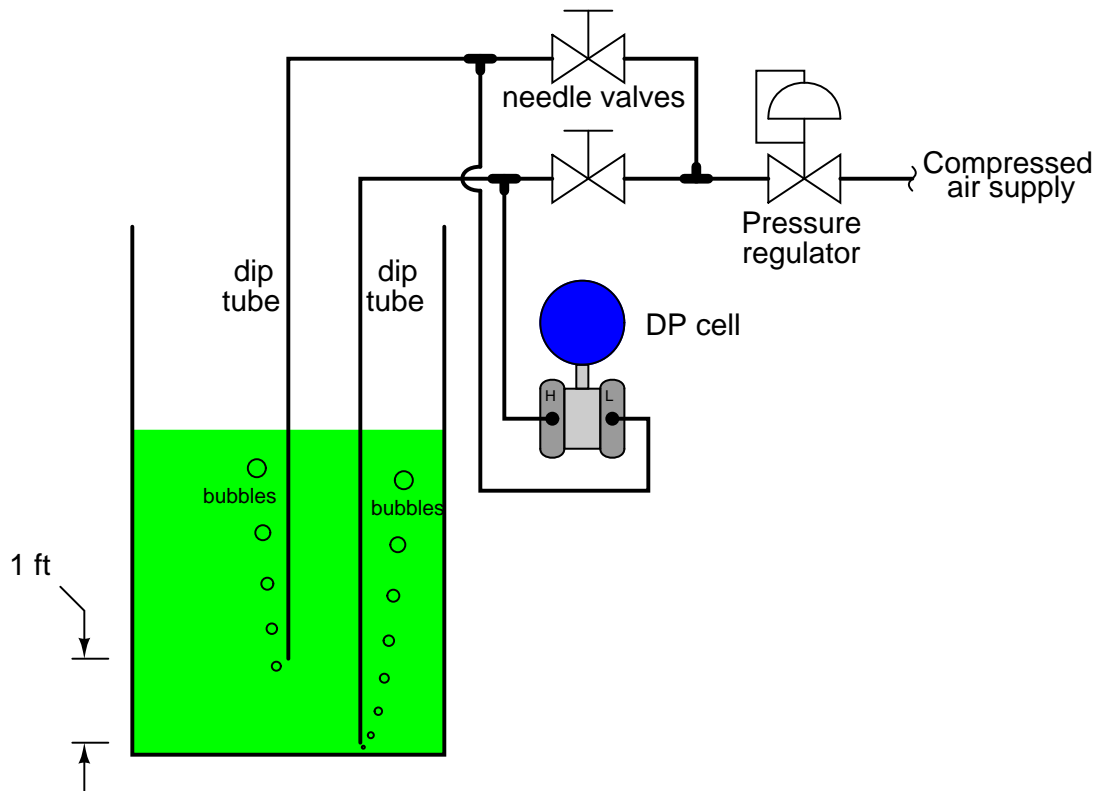 needle valves
Compressed
air supply
Pressure
regulator
dip
tube
dip
tube
DP cell
H
L
bubbles
bubbles
1 ft